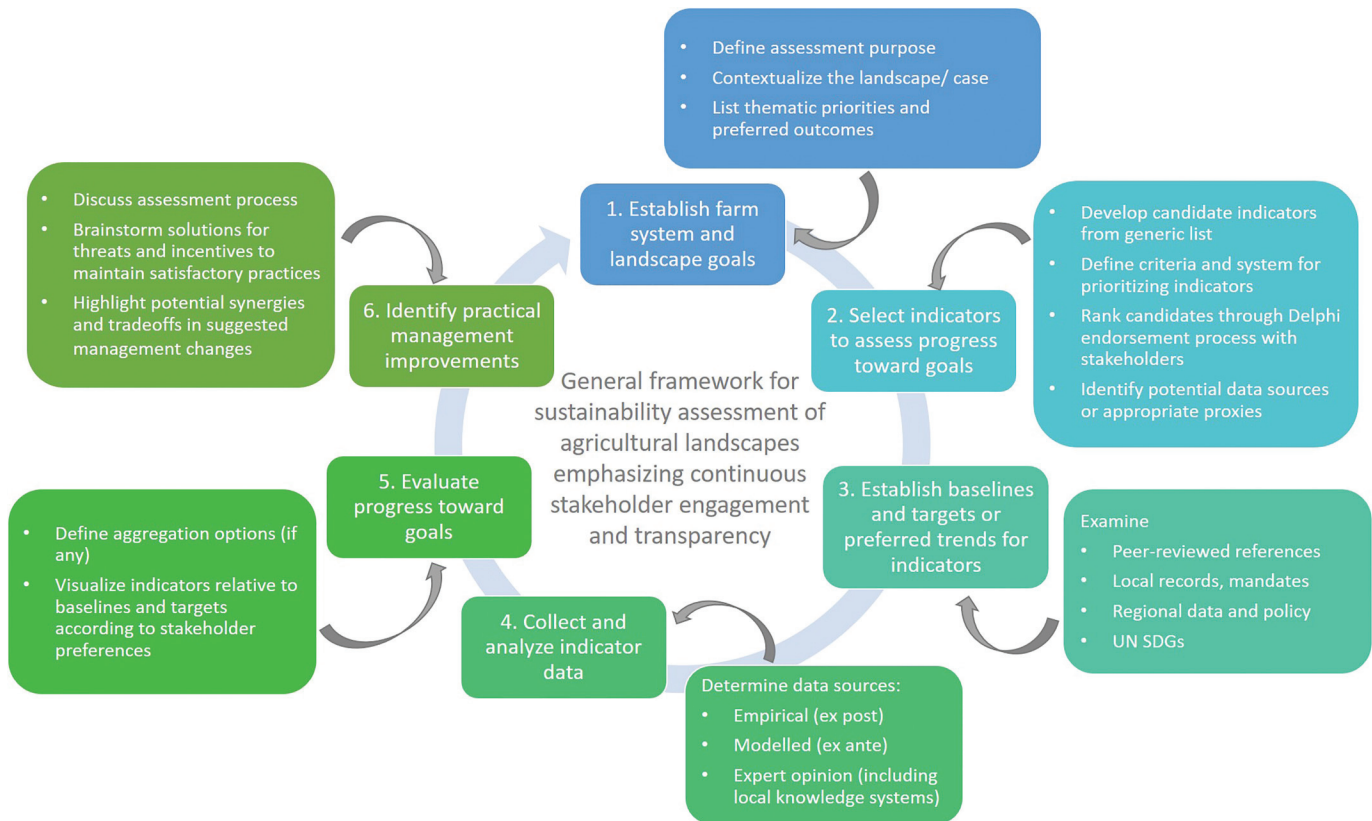 • Define assessment purpose
• Contextualize the landscape/ case
• List thematic priorities and
preferred outcomes
1. Establish farm
system and
landscape goals
• Develop candidate indicators
from generic list
• Define criteria and system for
prioritizing indicators
• Rank candidates through Delphi
endorsement process with
stakeholders
• Identify potential data sources
or appropriate proxies
2. Select indicators
to assess progress
toward goals
3. Establish baselines
and targets or
preferred trends for
indicators
Examine
• Peer-reviewed references
• Local records, mandates
• Regional data and policy
• UN SDGs
4. Collect and
analyze indicator
data
Determine data sources:
• Empirical (ex post)
• Modelled (ex ante)
• Expert opinion (including
local knowledge systems)
5. Evaluate
progress toward
goals
• Define aggregation options (if
any)
• Visualize indicators relative to
baselines and targets
according to stakeholder
preferences
6. Identify practical
management
improvements
• Discuss assessment process
• Brainstorm solutions for
threats and incentives to
maintain satisfactory practices
• Highlight potential synergies
and tradeoffs in suggested
management changes
General framework for
sustainability assessment of
agricultural landscapes
emphasizing continuous
stakeholder engagement
and transparency